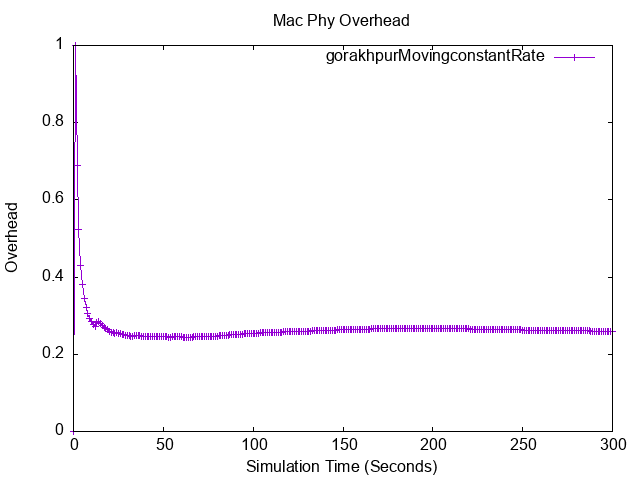 Mac Phy Overhead
gorakhpurMovingconstantRate
1
0.8
0.6
0.4
0.2
0
Overhead
0 50 100 150 200 250 300
Simulation Time (Seconds)